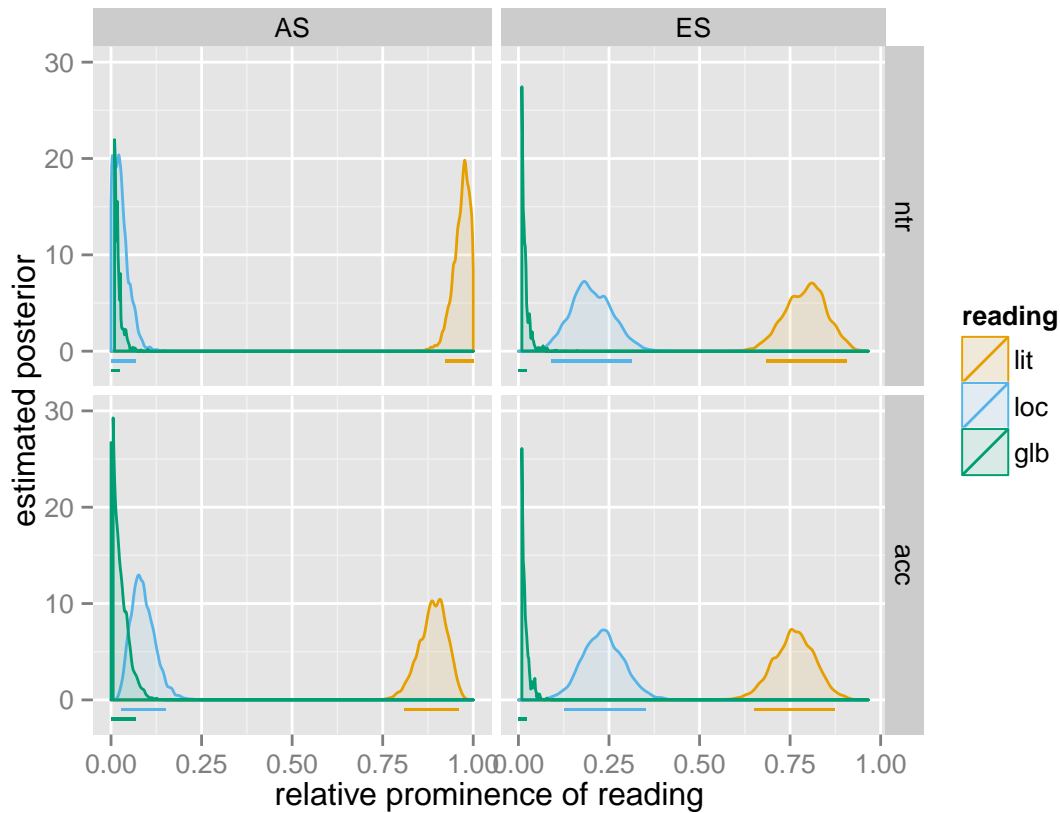 AS ES
30
20
10
0
ntr
30
20
10
0
acc
0.00 0.25 0.50 0.75 1.00 0.00 0.25 0.50 0.75 1.00
relative prominence of reading
estimated posterior
reading
lit
loc
glb